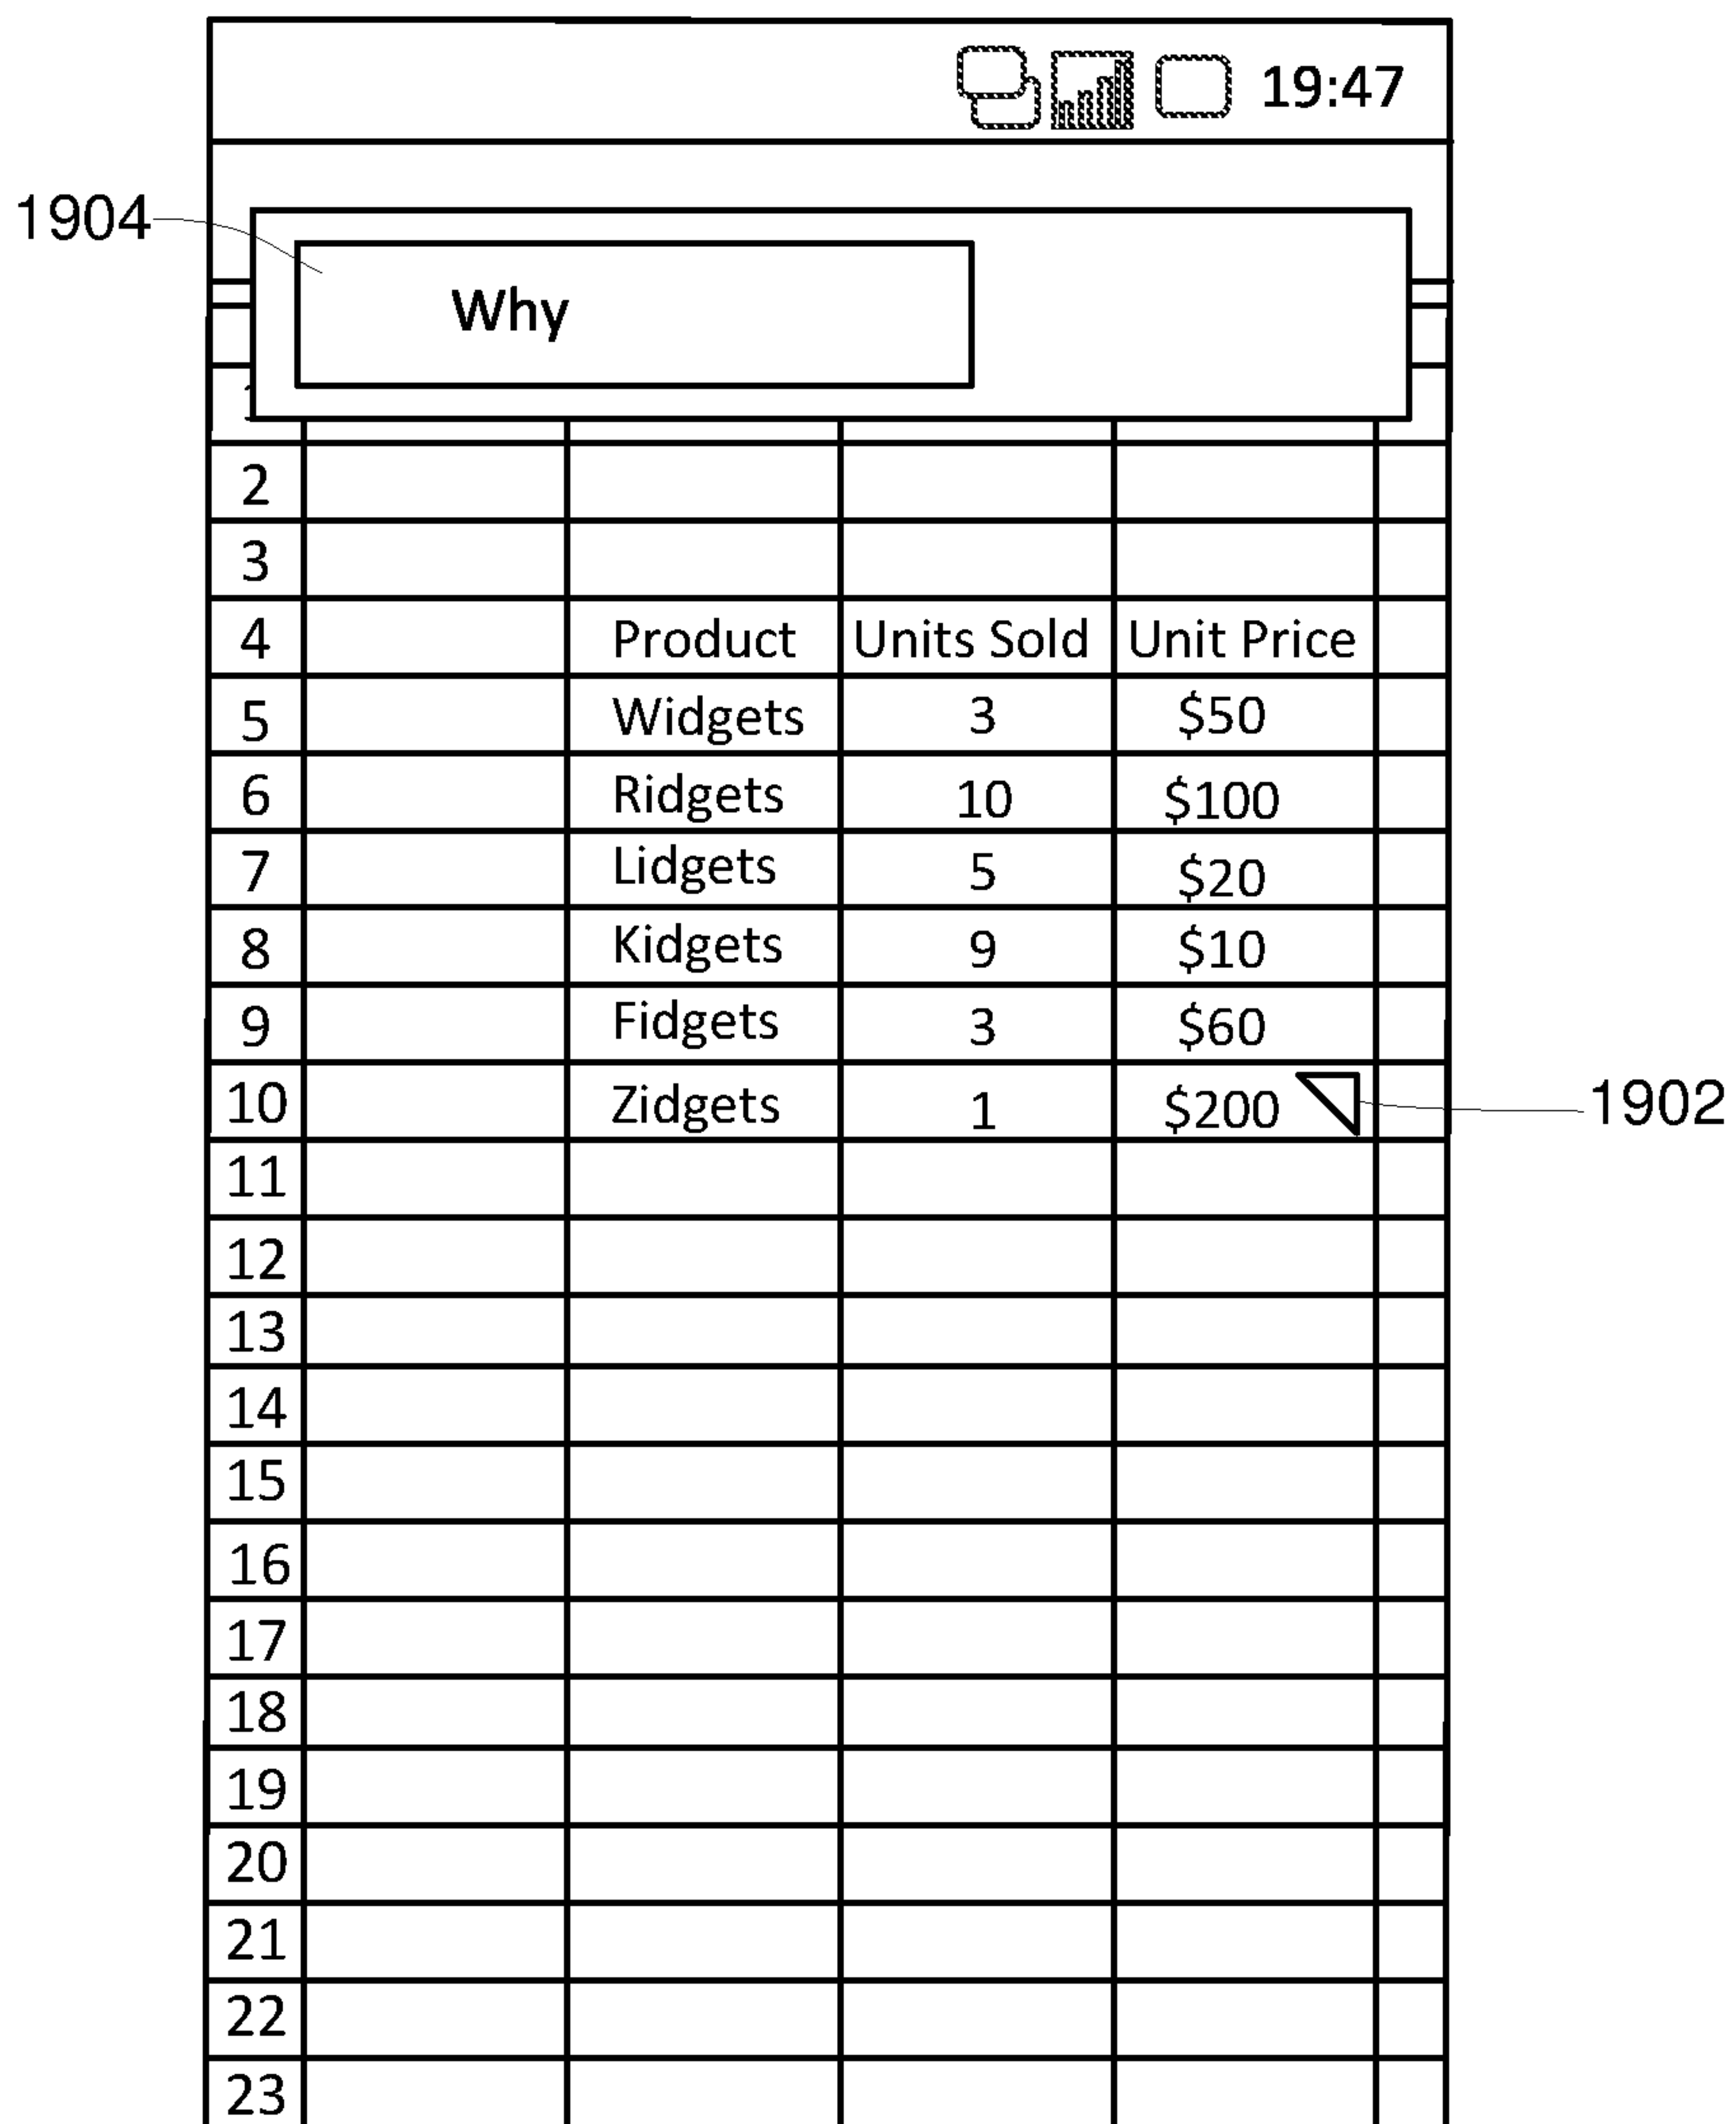 19:47
1904
Why
1
2
3
4 Product Units Sold Unit Price
5 Widgets 3 $50
6 Ridgets 10 $100
7 Lidgets 5 $20
8 Kidgets 9 $10
9 Fidgets 3 $60
10 Zidgets 1 $200 1902
11
12
13
14
15
16
17
18
19
20
21
22
23